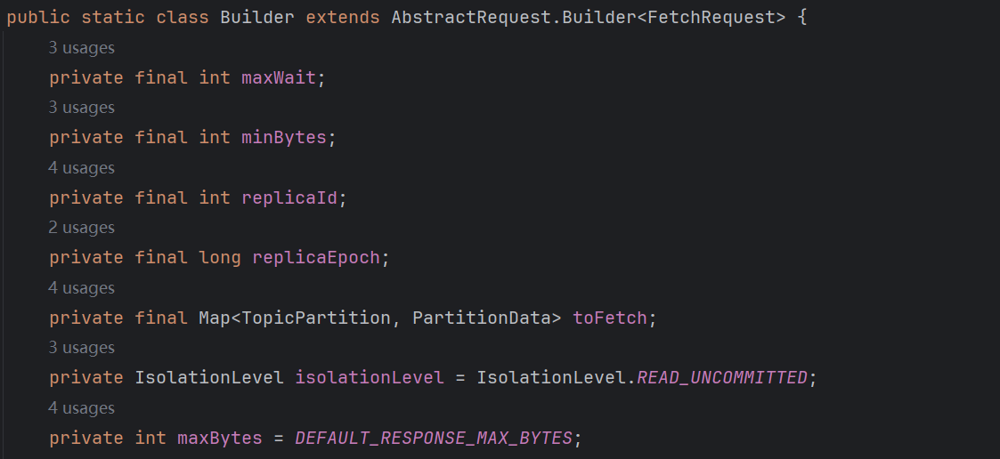 public static class Builder extends AbstractRequest.Builder<FetchRequest> {
3 usages
private final int maxWait;
3 usages
private final int minBytes;
4 usages
private final int replicaId;
2 usages
private final long replicaEpoch;
4 usages
private final Map<TopicPartition, PartitionData> toFetch;
3 usages
private IsolationLevel isolationLevel = IsolationLevel.READ_UNCOMMITTED;
4 usages
private int maxBytes = DEFAULT_RESPONSE_MAX_BYTES;